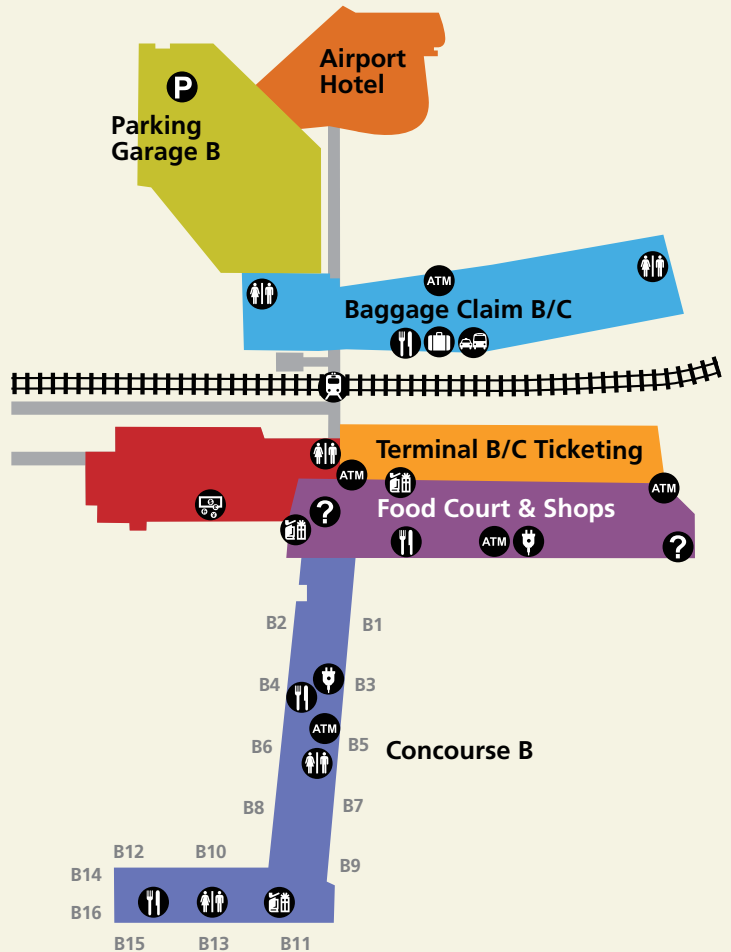 Airport
Hotel
P
Parking
Garage B
ATM
Baggage Claim B/C
Terminal B/C Ticketing
ATM
ATM
Food Court & Shops
?
ATM
?
B2
B1
B4
B3
ATM
B6
B5
Concourse B
B8
B7
B12
B10
B9
B14
B16
B15
B13
B11